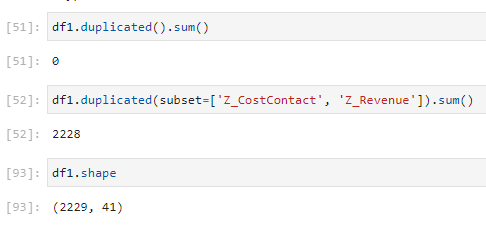 [51]: df1.duplicated().sum()
[51]: 0
[52]: df1.duplicated(subset=['Z_CostContact', 'Z_Revenue']).sum()
[52]: 2228
[93]: df1.shape
[93]: (2229, 41)